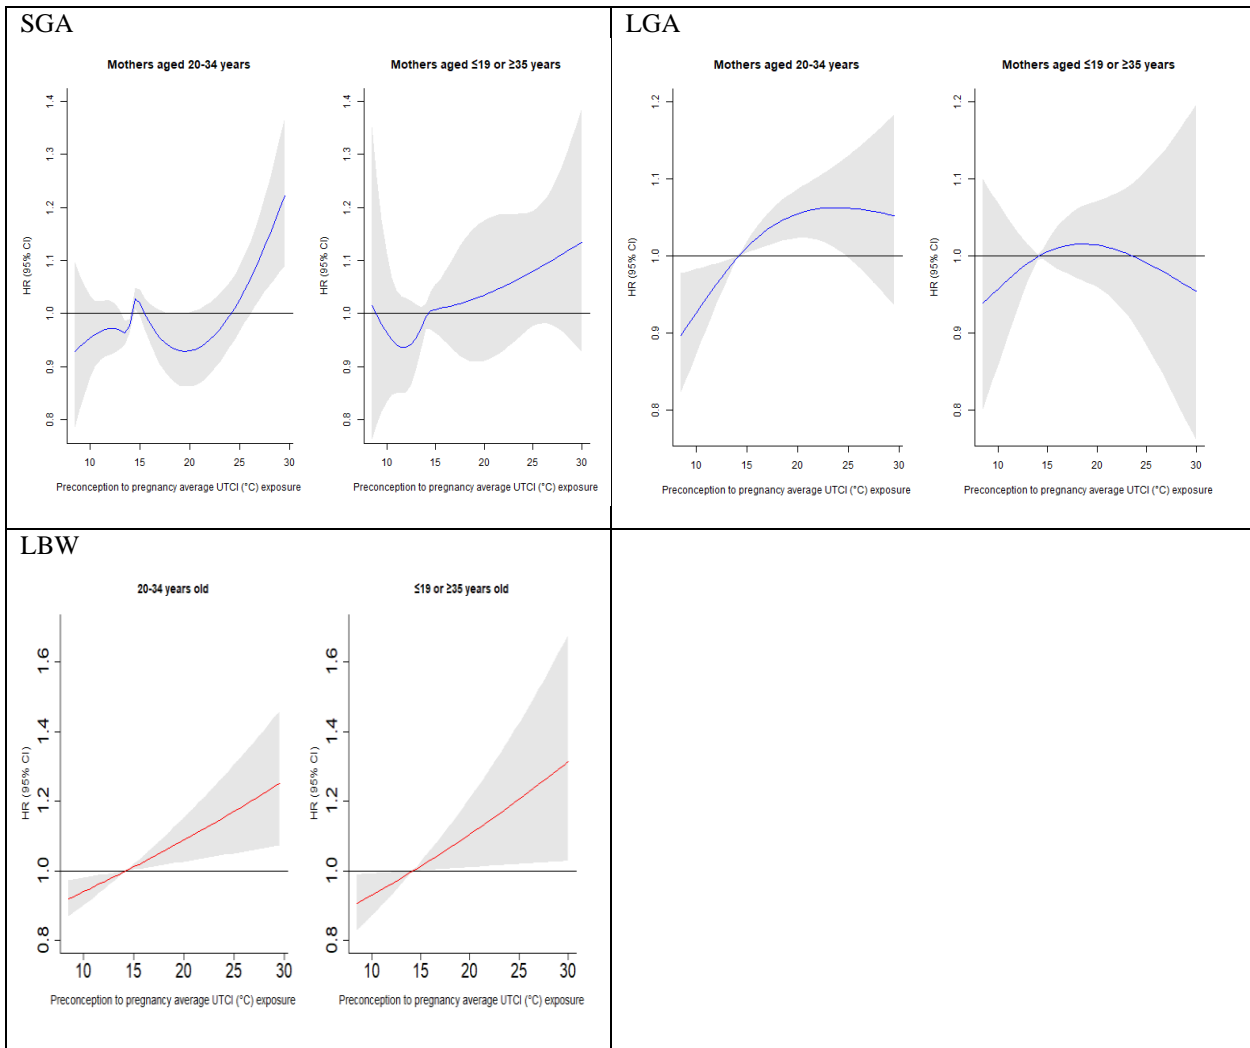 SGA
Mothers aged 20-34 years
HR (95% CI)
1.4
1.3
1.2
1.1
1.0
0.9
0.8
10 15 20 25 30
Preconception to pregnancy average UTCI (°C) exposure
Mothers aged ≤19 or ≥35 years
HR (95% CI)
1.4
1.3
1.2
1.1
1.0
0.9
0.8
10 15 20 25 30
Preconception to pregnancy average UTCI (°C) exposure
LGA
Mothers aged 20-34 years
HR (95% CI)
1.2
1.1
1.0
0.9
0.8
10 15 20 25 30
Preconception to pregnancy average UTCI (°C) exposure
Mothers aged ≤19 or ≥35 years
HR (95% CI)
1.2
1.1
1.0
0.9
0.8
10 15 20 25 30
Preconception to pregnancy average UTCI (°C) exposure
LBW
20-34 years old
HR (95% CI)
1.6
1.4
1.2
1.0
0.8
10 15 20 25 30
Preconception to pregnancy average UTCI (°C) exposure
≤19 or ≥35 years old
HR (95% CI)
1.6
1.4
1.2
1.0
0.8
10 15 20 25 30
Preconception to pregnancy average UTCI (°C) exposure